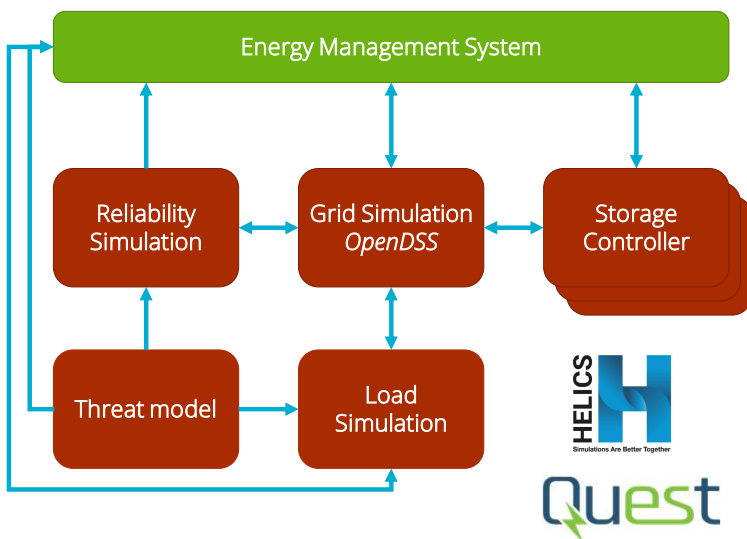 Energy Management System
Reliability
Simulation
Grid Simulation
OpenDSS
Storage
Controller
Threat model
Load
Simulation
HELICS
Simulations Are Better Together
Quest